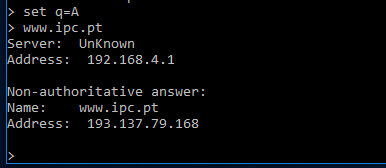 > set q=A
> www.ipc.pt
Server:  UnKnown
Address:  192.168.4.1

Non-authoritative answer:
Name:    www.ipc.pt
Address:  193.137.79.168

>